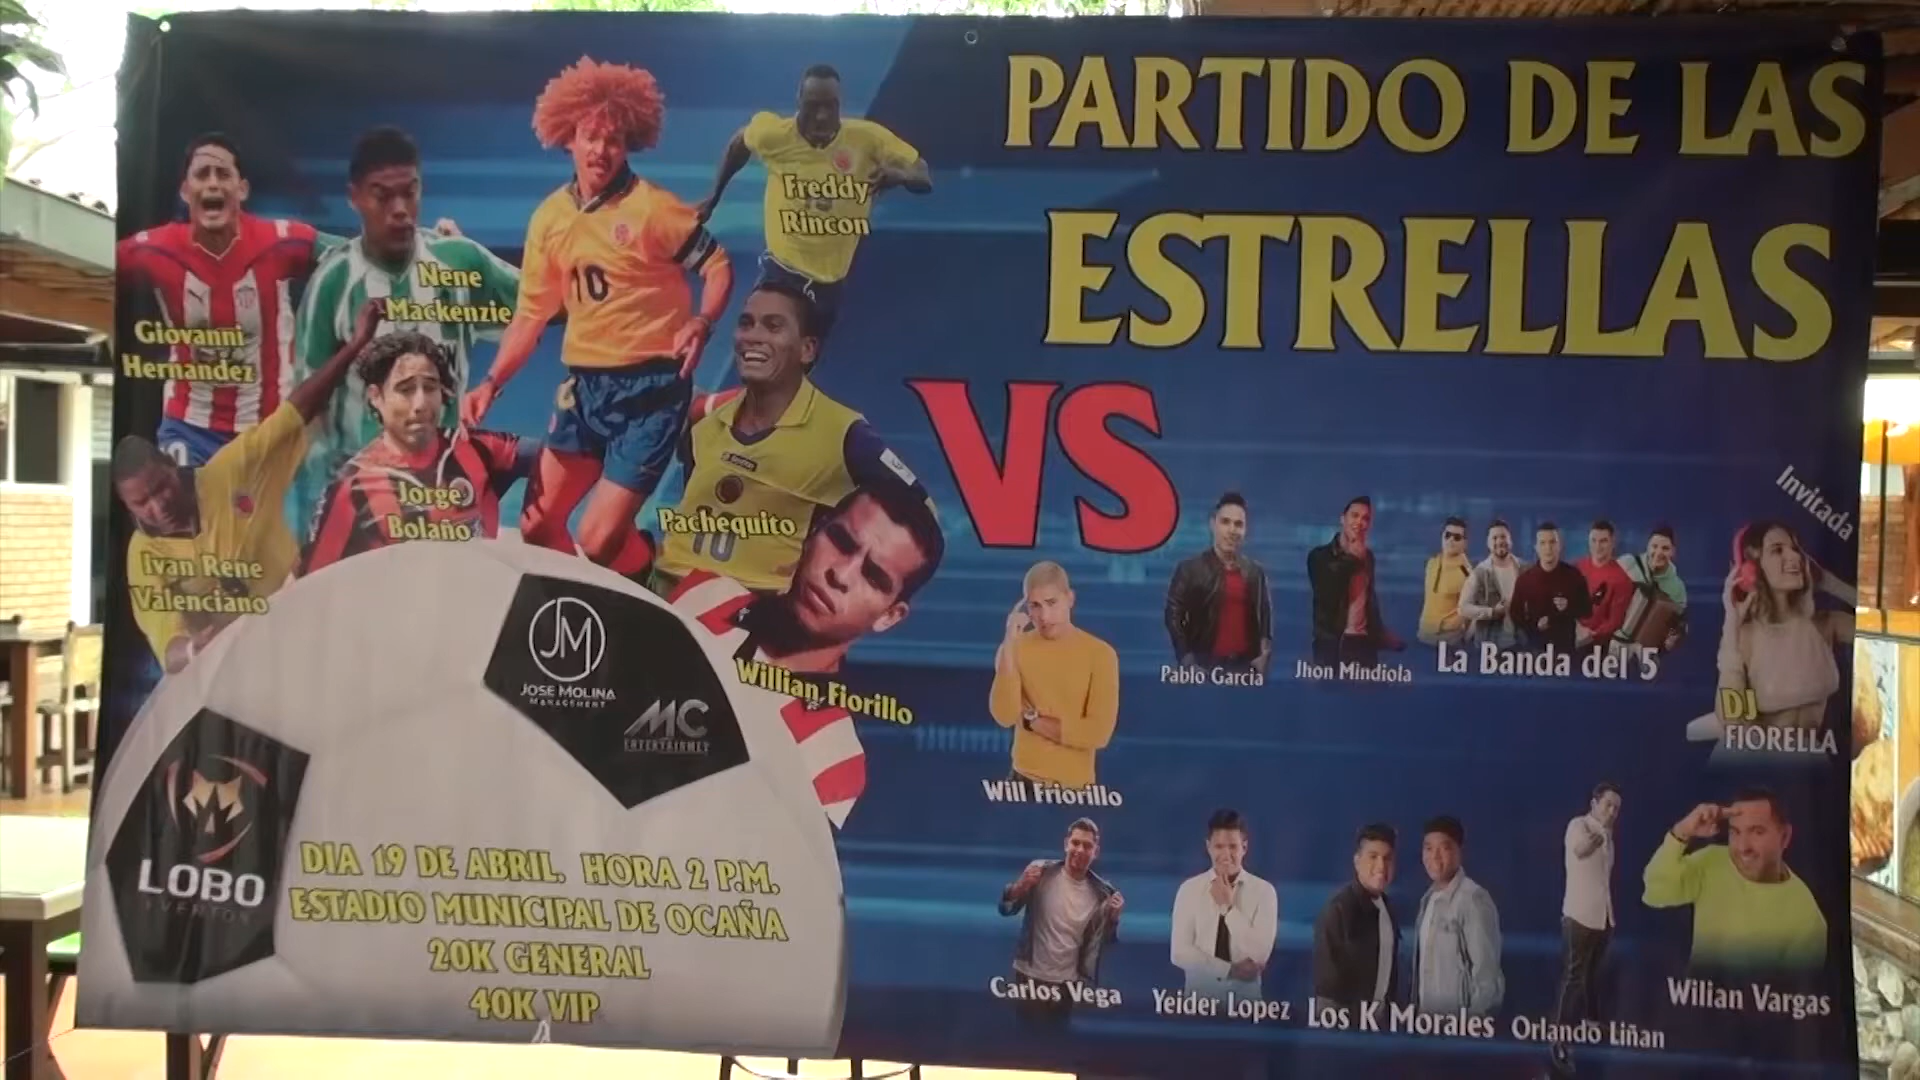 PARTIDO DE LAS
ESTRELLAS
VS
Freddy
Rincon
Nene
Mackenzie
Giovanni
Hernandez
10
Jorge
Bolaño
Pachequito
10
Ivan Rene
Valenciano
Willian Fiorillo
JM
JOSE MOLINA
MANAGEMENT
MC
ENTERTAINMET
LOBO
DIA 19 DE ABRIL. HORA 2 P.M.
ESTADIO MUNICIPAL DE OCAÑA
20K GENERAL
40K VIP
Invitada
Pablo Garcia
Jhon Mindiola
La Banda del 5
DJ
FIORELLA
Will Friorillo
Carlos Vega
Yeider Lopez
Los K Morales
Orlando Liñan
Wilian Vargas